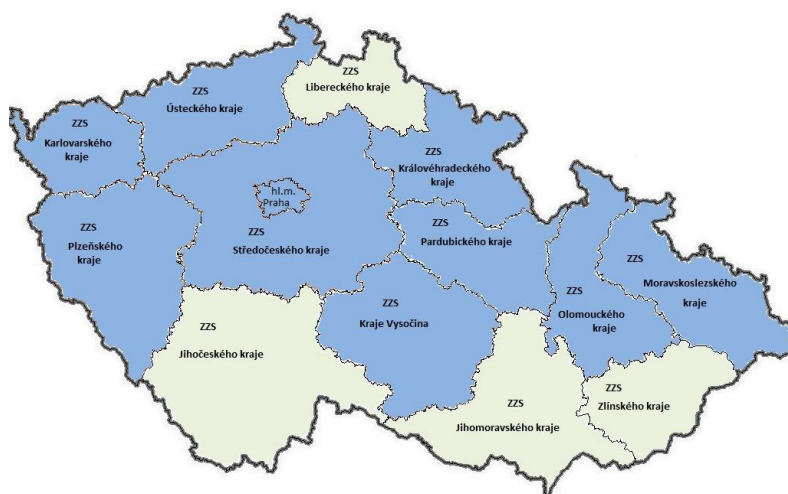 ZZS
Libereckého kraje
ZZS
Ústeckého kraje
ZZS
Karlovarského
kraje
ZZS
Královéhradeckého
kraje
hl.m.
Praha
ZZS
Středočeského kraje
ZZS
Pardubického kraje
ZZS
Plzeňského
kraje
ZZS
Moravskoslezského
kraje
ZZS
Olomouckého
kraje
ZZS
Kraje Vysočina
ZZS
Jihočeského kraje
ZZS
Zlínského kraje
ZZS
Jihomoravského kraje